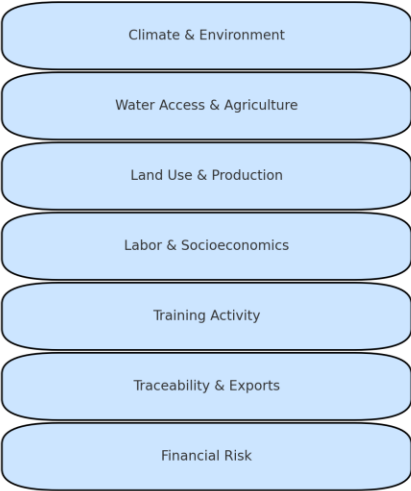 Climate & Environment
Water Access & Agriculture
Land Use & Production
Labor & Socioeconomics
Training Activity
Traceability & Exports
Financial Risk